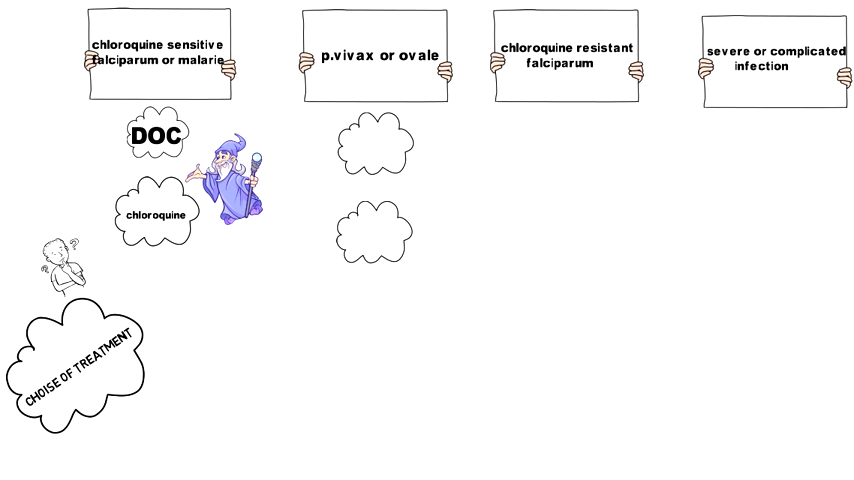 chloroquine sensitive
falciparum or malarie
p.vivax or ovale
chloroquine resistant
falciparum
severe or complicated
infection
DOC
chloroquine
? ?
CHOISE OF TREATMENT